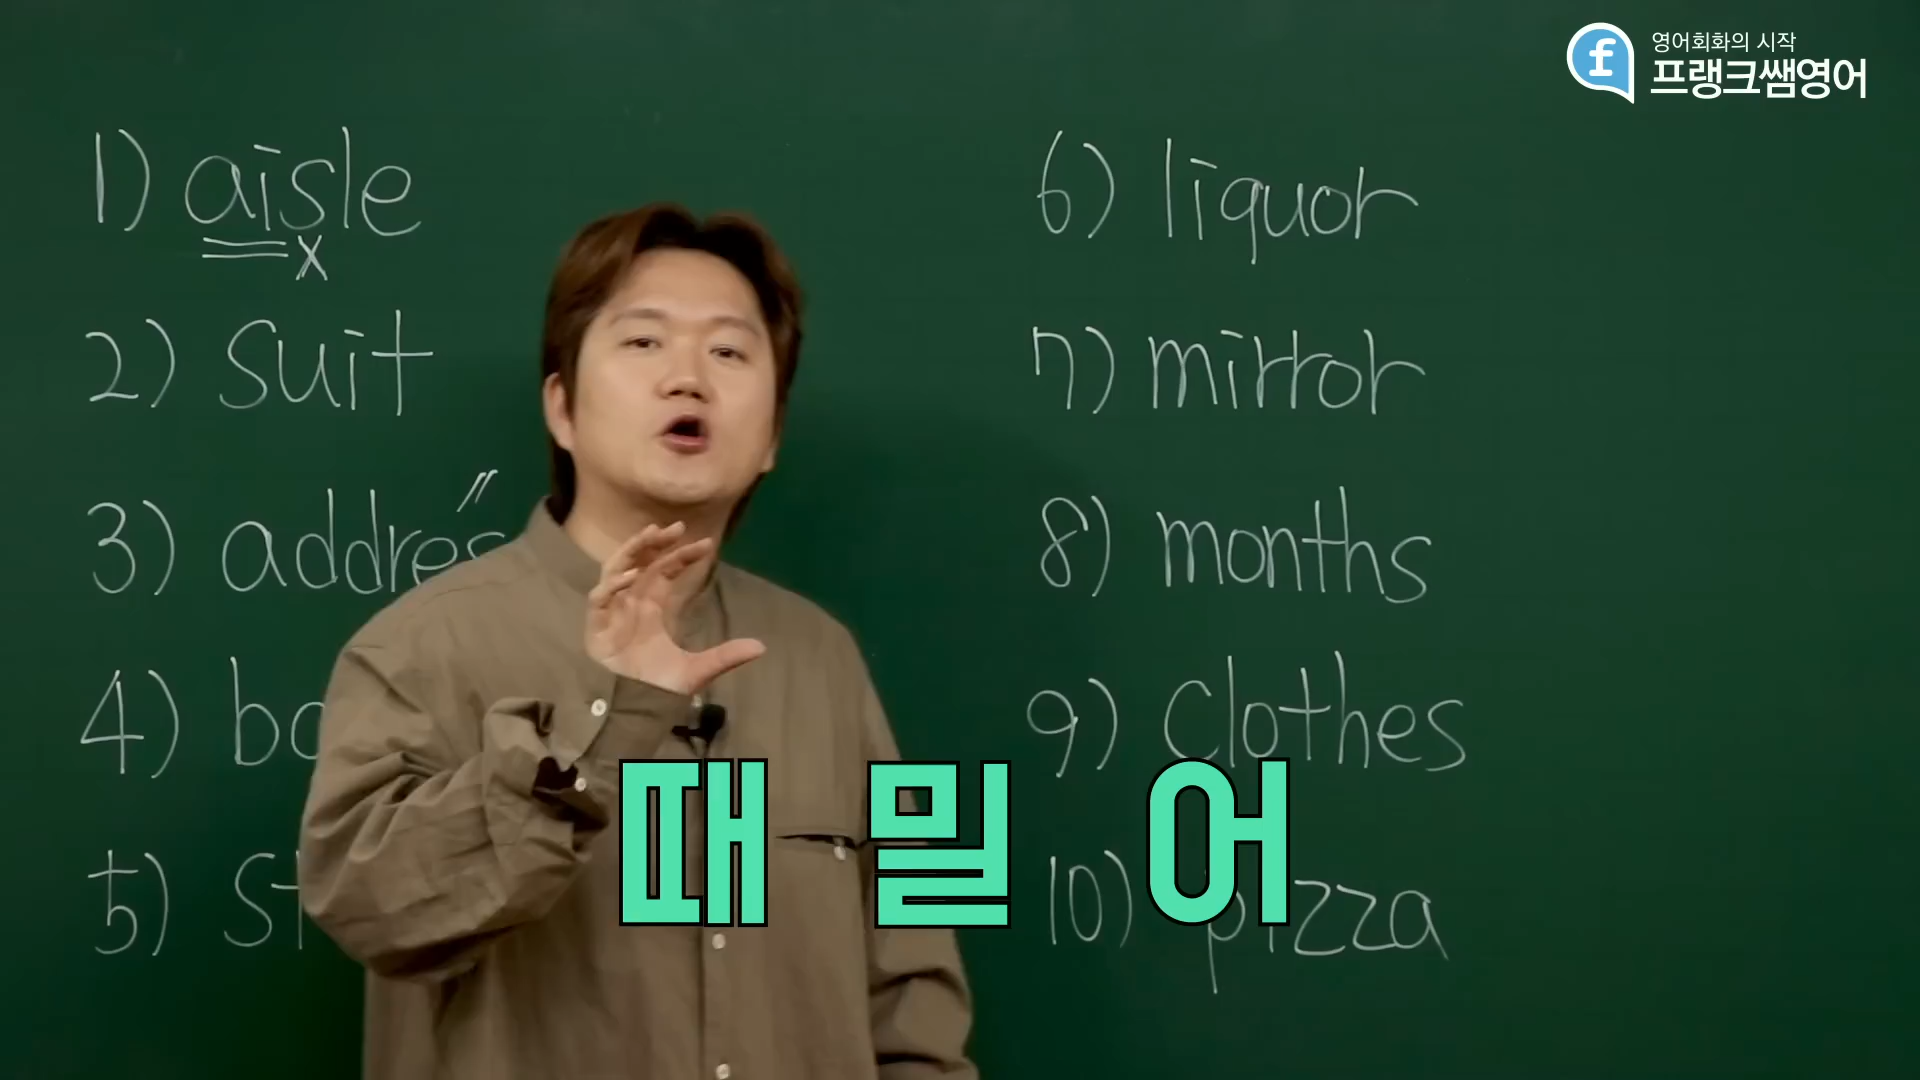 영어회화의 시작
프랭크쌤영어
1) aisle
x
2) suit
3) addres
4) bo
5) st
6) liquor
7) mirror
8) months
9) clothes
10) pizza
때 밀 어